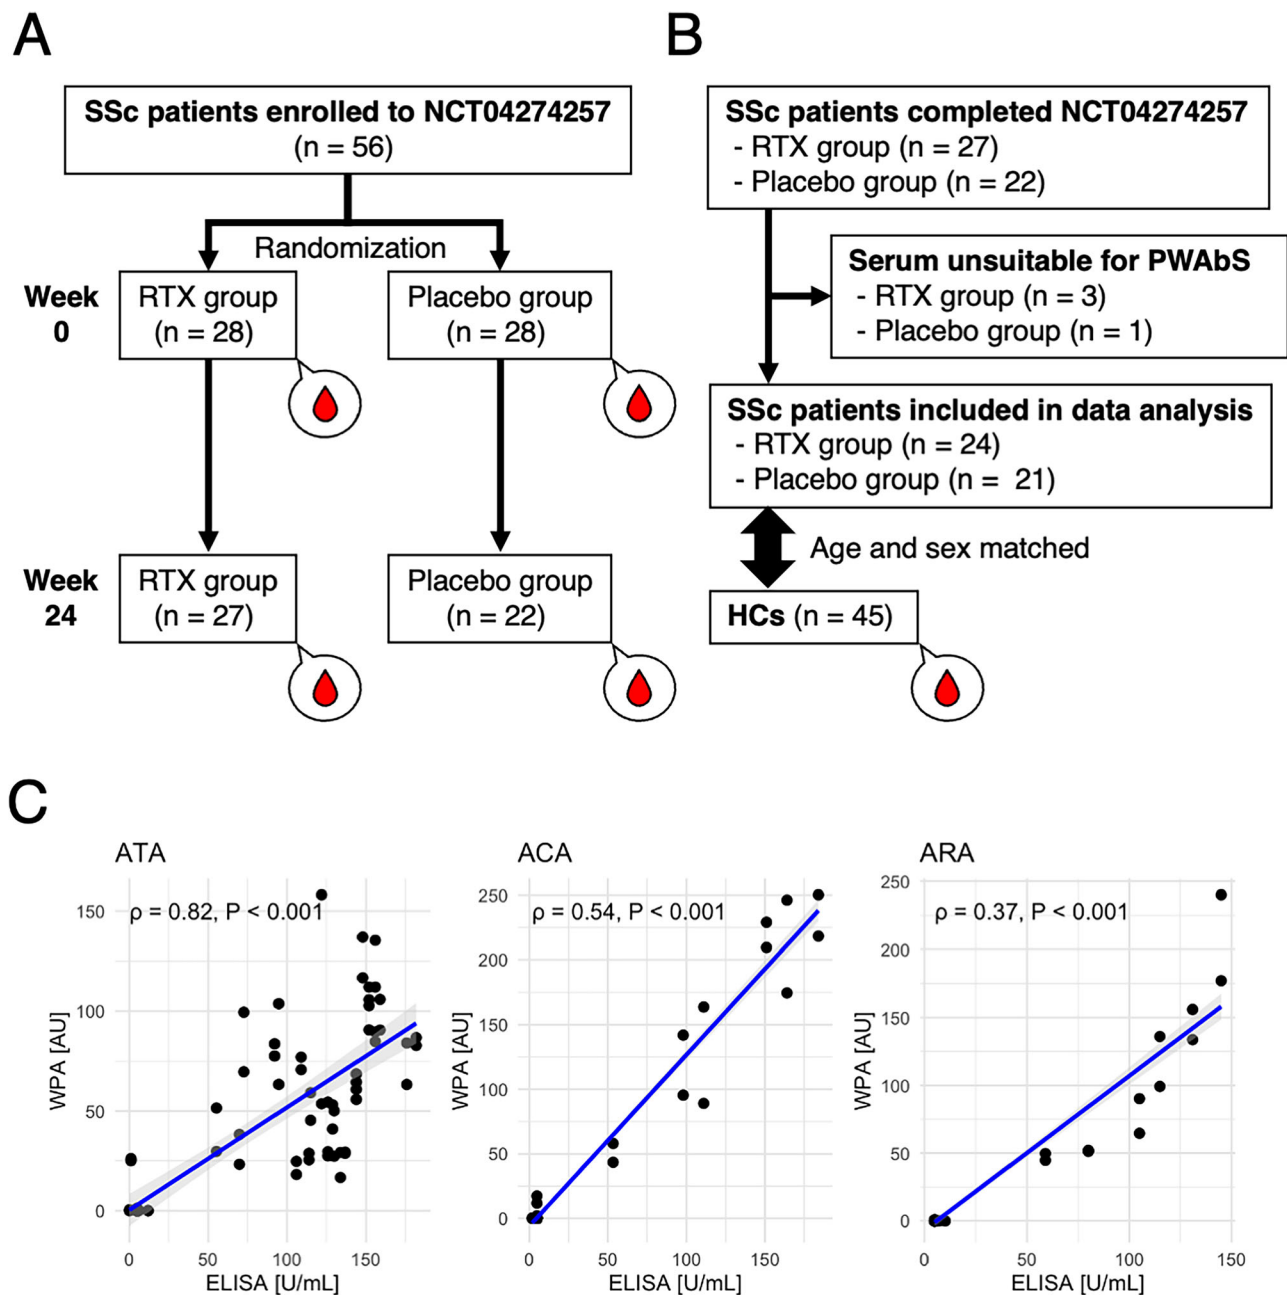 A
SSc patients enrolled to NCT04274257
(n = 56)
Randomization
Week
0
RTX group
(n = 28)
Placebo group
(n = 28)
Week
24
RTX group
(n = 27)
Placebo group
(n = 22)
B
SSc patients completed NCT04274257
- RTX group (n = 27)
- Placebo group (n = 22)
Serum unsuitable for PWAbS
- RTX group (n = 3)
- Placebo group (n = 1)
SSc patients included in data analysis
- RTX group (n = 24)
- Placebo group (n =  21)
Age and sex matched
HCs (n = 45)
C
ATA
ρ = 0.82, P < 0.001
WPA [AU]
150
100
50
0
0 50 100 150
ELISA [U/mL]
ACA
ρ = 0.54, P < 0.001
WPA [AU]
250
200
150
100
50
0
0 50 100 150
ELISA [U/mL]
ARA
ρ = 0.37, P < 0.001
WPA [AU]
250
200
150
100
50
0
0 50 100 150
ELISA [U/mL]